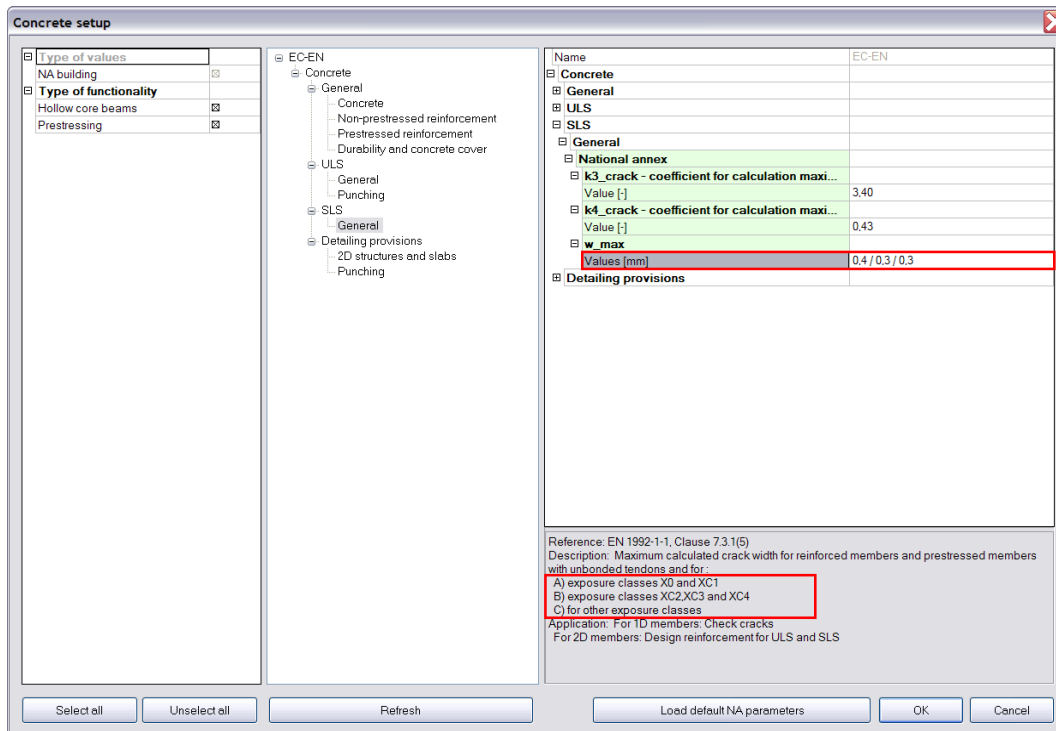 Concrete setup
Type of values
NA building
Type of functionality
Hollow core beams
Prestressing
EC-EN
Concrete
General
Concrete
Non-prestressed reinforcement
Prestressed reinforcement
Durability and concrete cover
ULS
General
Punching
SLS
General
Detailing provisions
2D structures and slabs
Punching
Name EC-EN
Concrete
General
ULS
SLS
General
National annex
k3_crack - coefficient for calculation maxi...
Value [-] 3,40
k4_crack - coefficient for calculation maxi...
Value [-] 0,43
w_max
Values [mm] 0,4 / 0,3 / 0,3
Detailing provisions
Reference: EN 1992-1-1, Clause 7.3.1(5)
Description: Maximum calculated crack width for reinforced members and prestressed members
with unbonded tendons and for :
A) exposure classes X0 and XC1
B) exposure classes XC2,XC3 and XC4
C) for other exposure classes
Application: For 1D members: Check cracks
For 2D members: Design reinforcement for ULS and SLS
Select all Unselect all Refresh Load default NA parameters OK Cancel